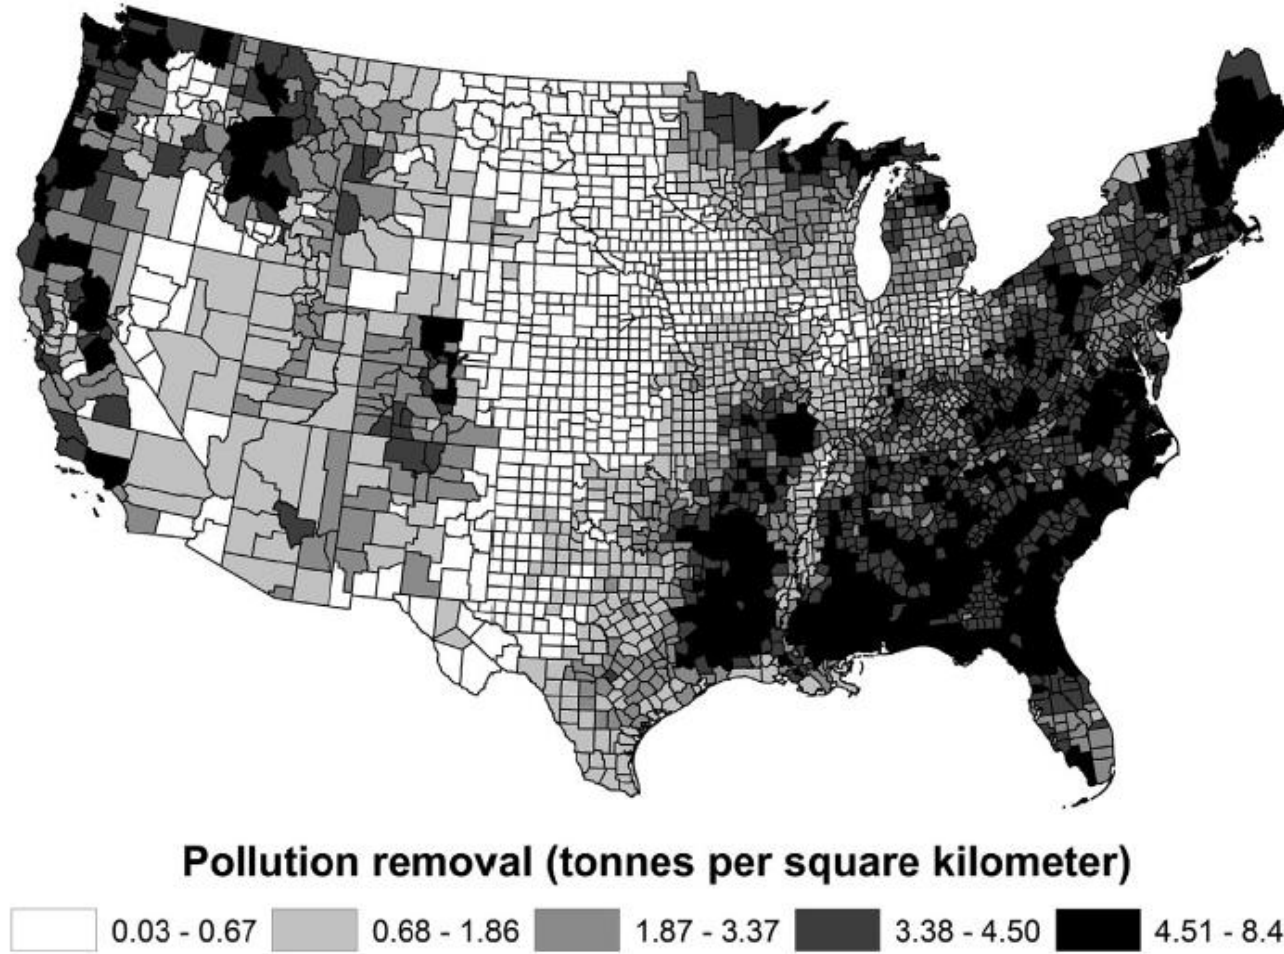 Pollution removal (tonnes per square kilometer)
0.03 - 0.67 0.68 - 1.86 1.87 - 3.37 3.38 - 4.50 4.51 - 8.4